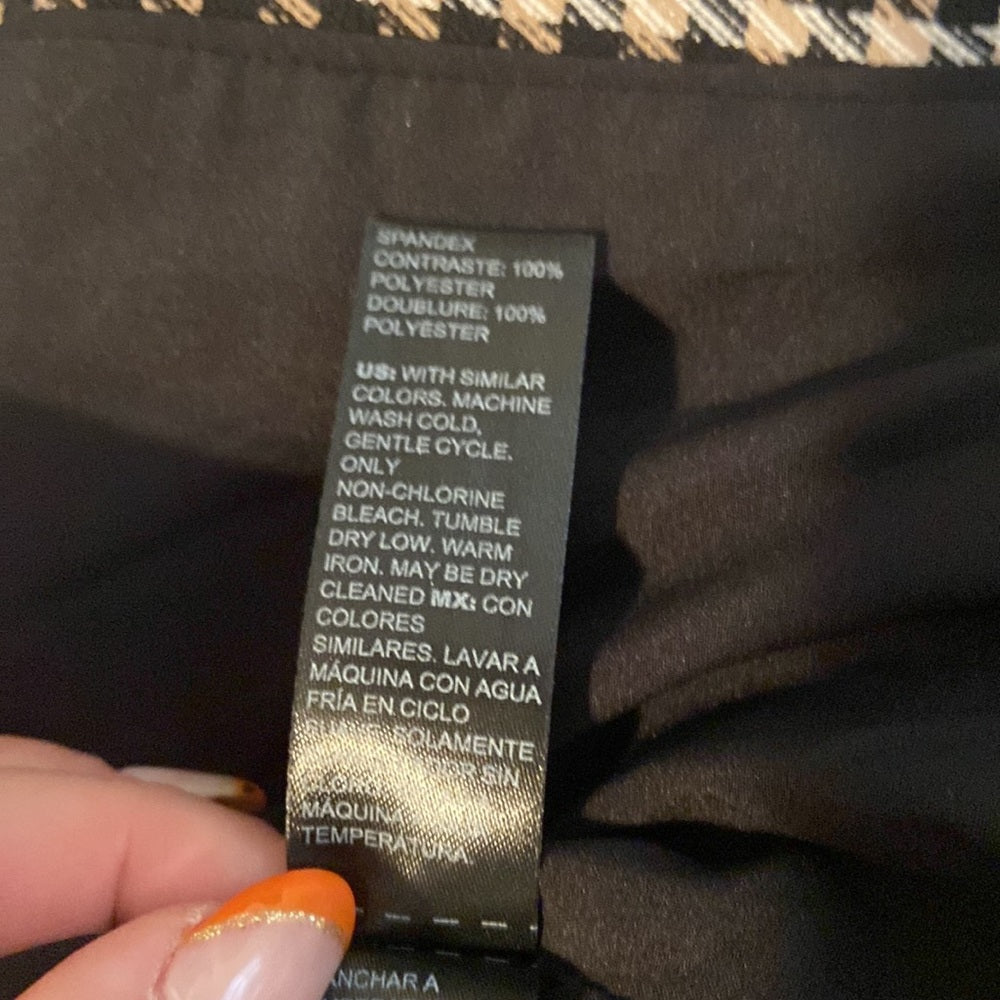 SPANDEX
CONTRASTE: 100%
POLYESTER
DOUBLURE: 100%
POLYESTER
US: WITH SIMILAR
COLORS. MACHINE
WASH COLD,
GENTLE CYCLE.
ONLY
NON-CHLORINE
BLEACH. TUMBLE
DRY LOW. WARM
IRON. MAY BE DRY
CLEANED MX: CON
COLORES
SIMILARES. LAVAR A
MÁQUINA CON AGUA
FRÍA EN CICLO
SOLAMENTE
SIN
MÁQUINA
TEMPERATURA.
ANCHAR A